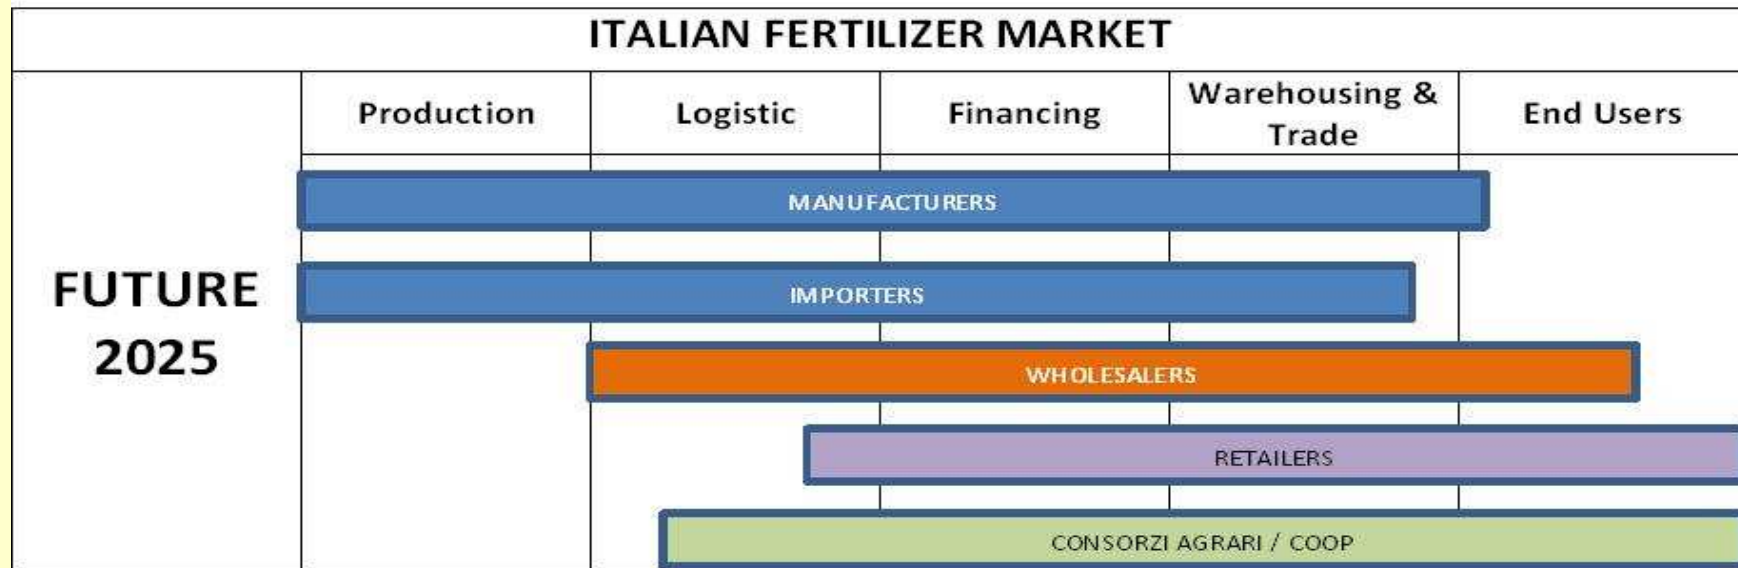 ITALIAN FERTILIZER MARKET
Production
Logistic
Financing
Warehousing &
Trade
End Users
FUTURE
2025
MANUFACTURERS
IMPORTERS
WHOLESALERS
RETAILERS
CONSORZI AGRARI / COOP